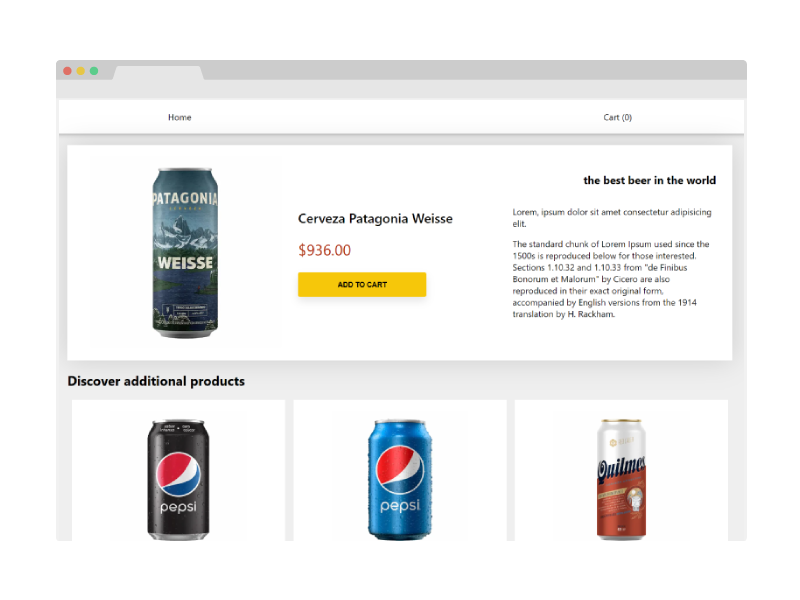 Home
Cart (0)
PATAGONIA
WEISSE
Cerveza Patagonia Weisse
$936.00
ADD TO CART
the best beer in the world
Lorem, ipsum dolor sit amet consectetur adipisicing
elit.
The standard chunk of Lorem Ipsum used since the
1500s is reproduced below for those interested.
Sections 1.10.32 and 1.10.33 from "de Finibus
Bonorum et Malorum" by Cicero are also
reproduced in their exact original form,
accompanied by English versions from the 1914
translation by H. Rackham.
Discover additional products
pepsi
pepsi
Quilmes